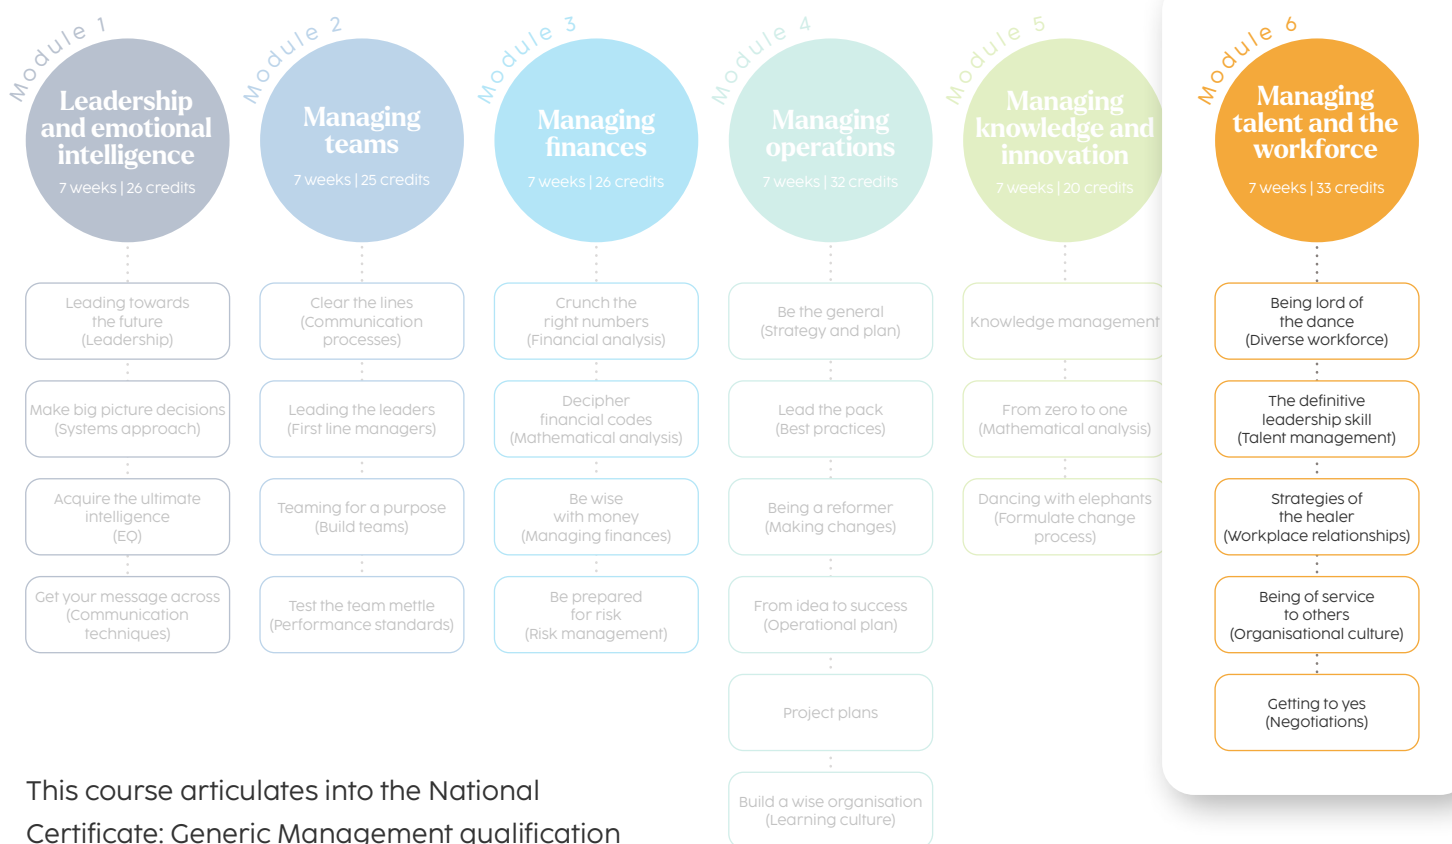 Module 1
Leadership
and emotional
intelligence
7 weeks | 26 credits
Leading towards
the future
(Leadership)
Make big picture decisions
(Systems approach)
Acquire the ultimate
intelligence
(EQ)
Get your message across
(Communication
techniques)
Module 2
Managing
teams
7 weeks | 25 credits
Clear the lines
(Communication
processes)
Leading the leaders
(First line managers)
Teaming for a purpose
(Build teams)
Test the team mettle
(Performance standards)
Module 3
Managing
finances
7 weeks | 26 credits
Crunch the
right numbers
(Financial analysis)
Decipher
financial codes
(Mathematical analysis)
Be wise
with money
(Managing finances)
Be prepared
for risk
(Risk management)
Module 4
Managing
operations
7 weeks | 32 credits
Be the general
(Strategy and plan)
Lead the pack
(Best practices)
Being a reformer
(Making changes)
From idea to success
(Operational plan)
Project plans
Build a wise organisation
(Learning culture)
Module 5
Managing
knowledge and
innovation
7 weeks | 20 credits
Knowledge management
From zero to one
(Mathematical analysis)
Dancing with elephants
(Formulate change
process)
Module 6
Managing
talent and the
workforce
7 weeks | 33 credits
Being lord of
the dance
(Diverse workforce)
The definitive
leadership skill
(Talent management)
Strategies of
the healer
(Workplace relationships)
Being of service
to others
(Organisational culture)
Getting to yes
(Negotiations)
This course articulates into the National
Certificate: Generic Management qualification